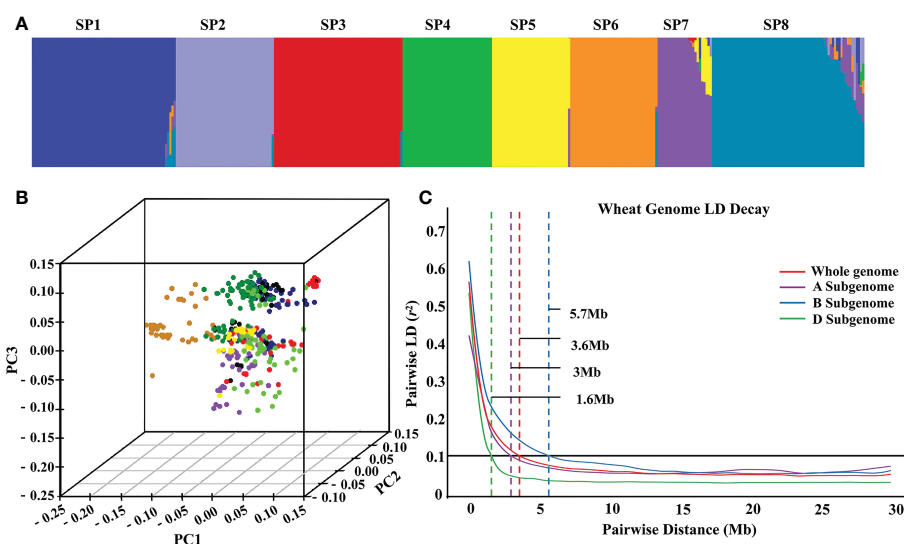 A
SP1 SP2 SP3 SP4 SP5 SP6 SP7 SP8
B
0.15
0.10
0.05
0.00
- 0.05
- 0.10
- 0.15
- 0.20
-0.25
PC3
- 0.25
- 0.20
- 0.15
- 0.10
- 0.05
0.00
0.05
0.10
0.15
PC1
- 0.10
- 0.05
0.00
0.05
0.10
0.15
PC2
C
Wheat Genome LD Decay
0.7
0.6
0.5
0.4
0.3
0.2
0.1
0
Pairwise LD (r²)
Whole genome
A Subgenome
B Subgenome
D Subgenome
5.7Mb
3.6Mb
3Mb
1.6Mb
0 5 10 15 20 25 30
Pairwise Distance (Mb)